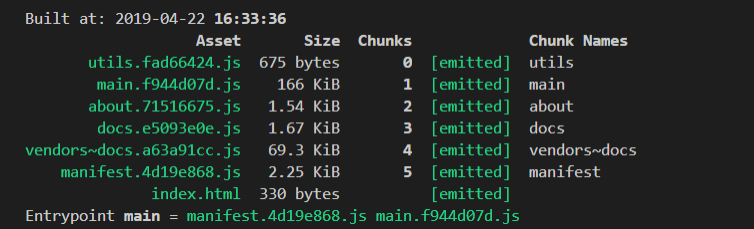 Built at: 2019-04-22 16:33:36
Asset Size Chunks Chunk Names
utils.fad66424.js 675 bytes 0 [emitted] utils
main.f944d07d.js 166 KiB 1 [emitted] main
about.71516675.js 1.54 KiB 2 [emitted] about
docs.e5093e0e.js 1.67 KiB 3 [emitted] docs
vendors~docs.a63a91cc.js 69.3 KiB 4 [emitted] vendors~docs
manifest.4d19e868.js 2.25 KiB 5 [emitted] manifest
index.html 330 bytes [emitted]
Entrypoint main = manifest.4d19e868.js main.f944d07d.js